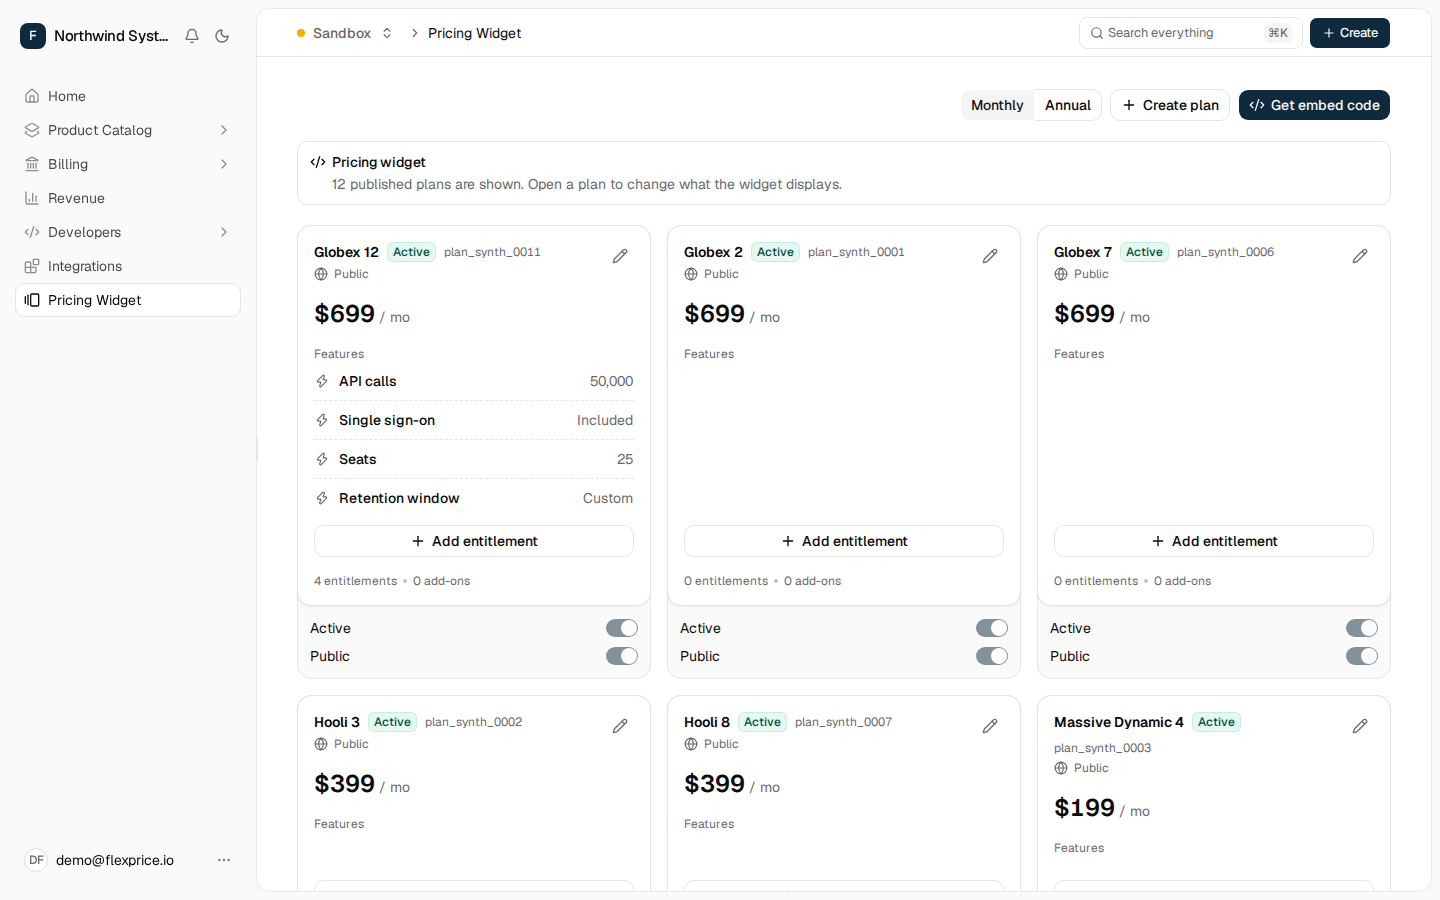 F Northwind Syst...
Home
Product Catalog
Billing
Revenue
Developers
Integrations
Pricing Widget
DF demo@flexprice.io
Sandbox Pricing Widget
Search everything ⌘K
Create
Monthly Annual Create plan Get embed code
Pricing widget
12 published plans are shown. Open a plan to change what the widget displays.
Globex 12 Active plan_synth_0011
Public
$699 / mo
Features
API calls 50,000
Single sign-on Included
Seats 25
Retention window Custom
Add entitlement
4 entitlements • 0 add-ons
Active
Public
Globex 2 Active plan_synth_0001
Public
$699 / mo
Features
Add entitlement
0 entitlements • 0 add-ons
Active
Public
Globex 7 Active plan_synth_0006
Public
$699 / mo
Features
Add entitlement
0 entitlements • 0 add-ons
Active
Public
Hooli 3 Active plan_synth_0002
Public
$399 / mo
Features
Hooli 8 Active plan_synth_0007
Public
$399 / mo
Features
Massive Dynamic 4 Active
plan_synth_0003
Public
$199 / mo
Features